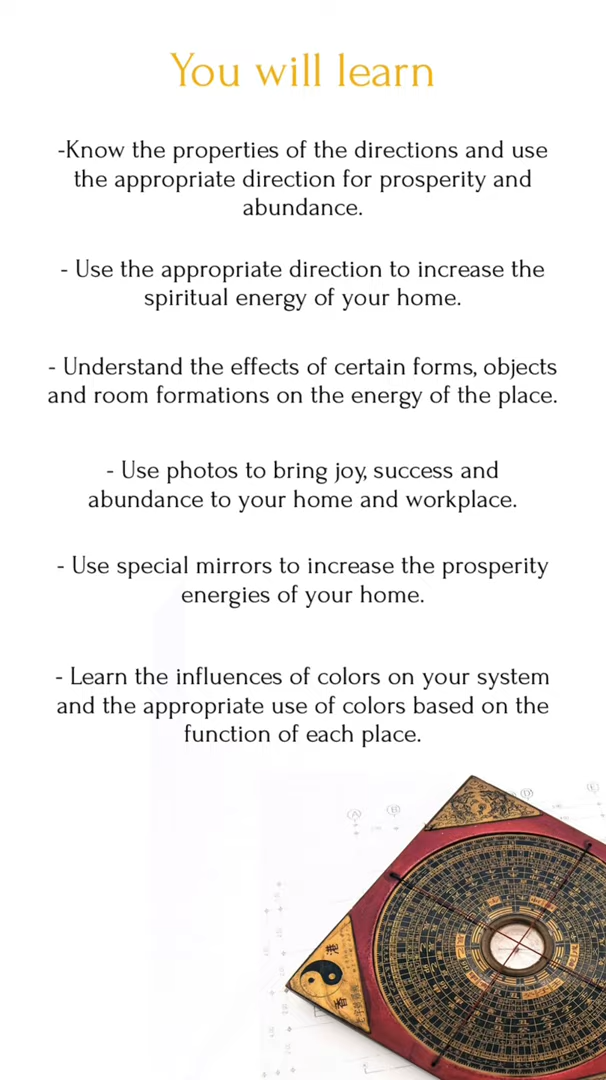 You will learn
-Know the properties of the directions and use
the appropriate direction for prosperity and
abundance.
- Use the appropriate direction to increase the
spiritual energy of your home.
- Understand the effects of certain forms, objects
and room formations on the energy of the place.
- Use photos to bring joy, success and
abundance to your home and workplace.
- Use special mirrors to increase the prosperity
energies of your home.
- Learn the influences of colors on your system
and the appropriate use of colors based on the
function of each place.
A
B
D
E
香
港